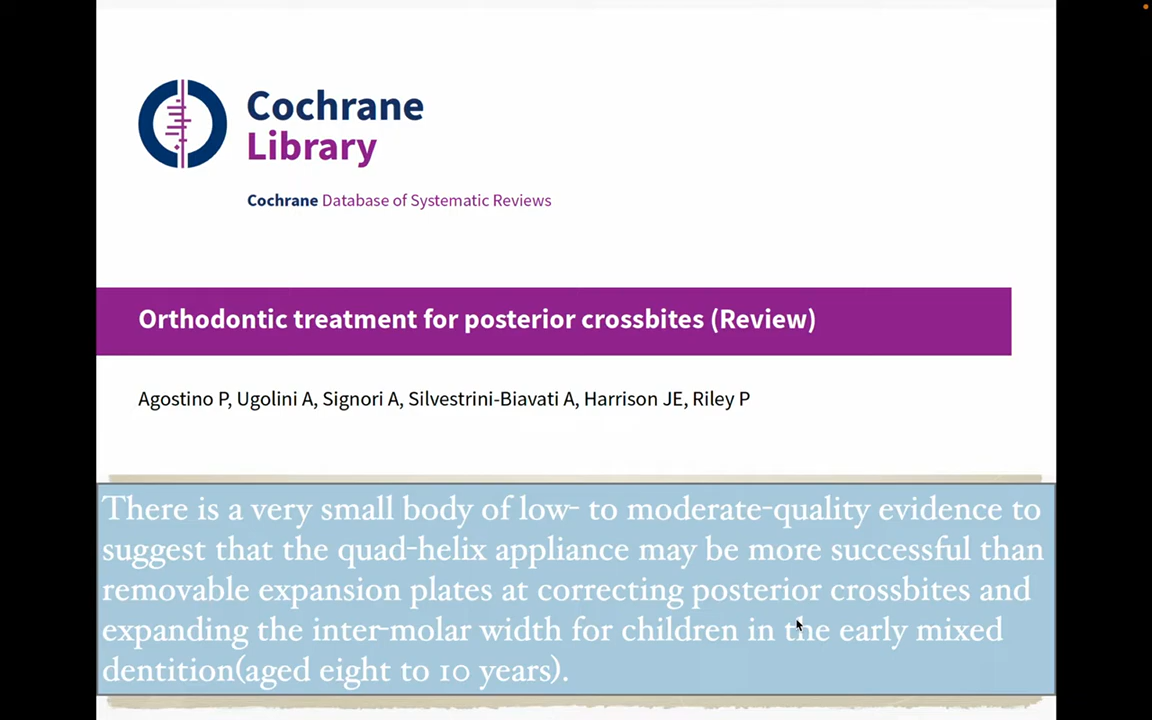 Cochrane
Library
Cochrane Database of Systematic Reviews
Orthodontic treatment for posterior crossbites (Review)
Agostino P, Ugolini A, Signori A, Silvestrini-Biavati A, Harrison JE, Riley P
There is a very small body of low- to moderate-quality evidence to
suggest that the quad-helix appliance may be more successful than
removable expansion plates at correcting posterior crossbites and
expanding the inter-molar width for children in the early mixed
dentition(aged eight to 10 years).